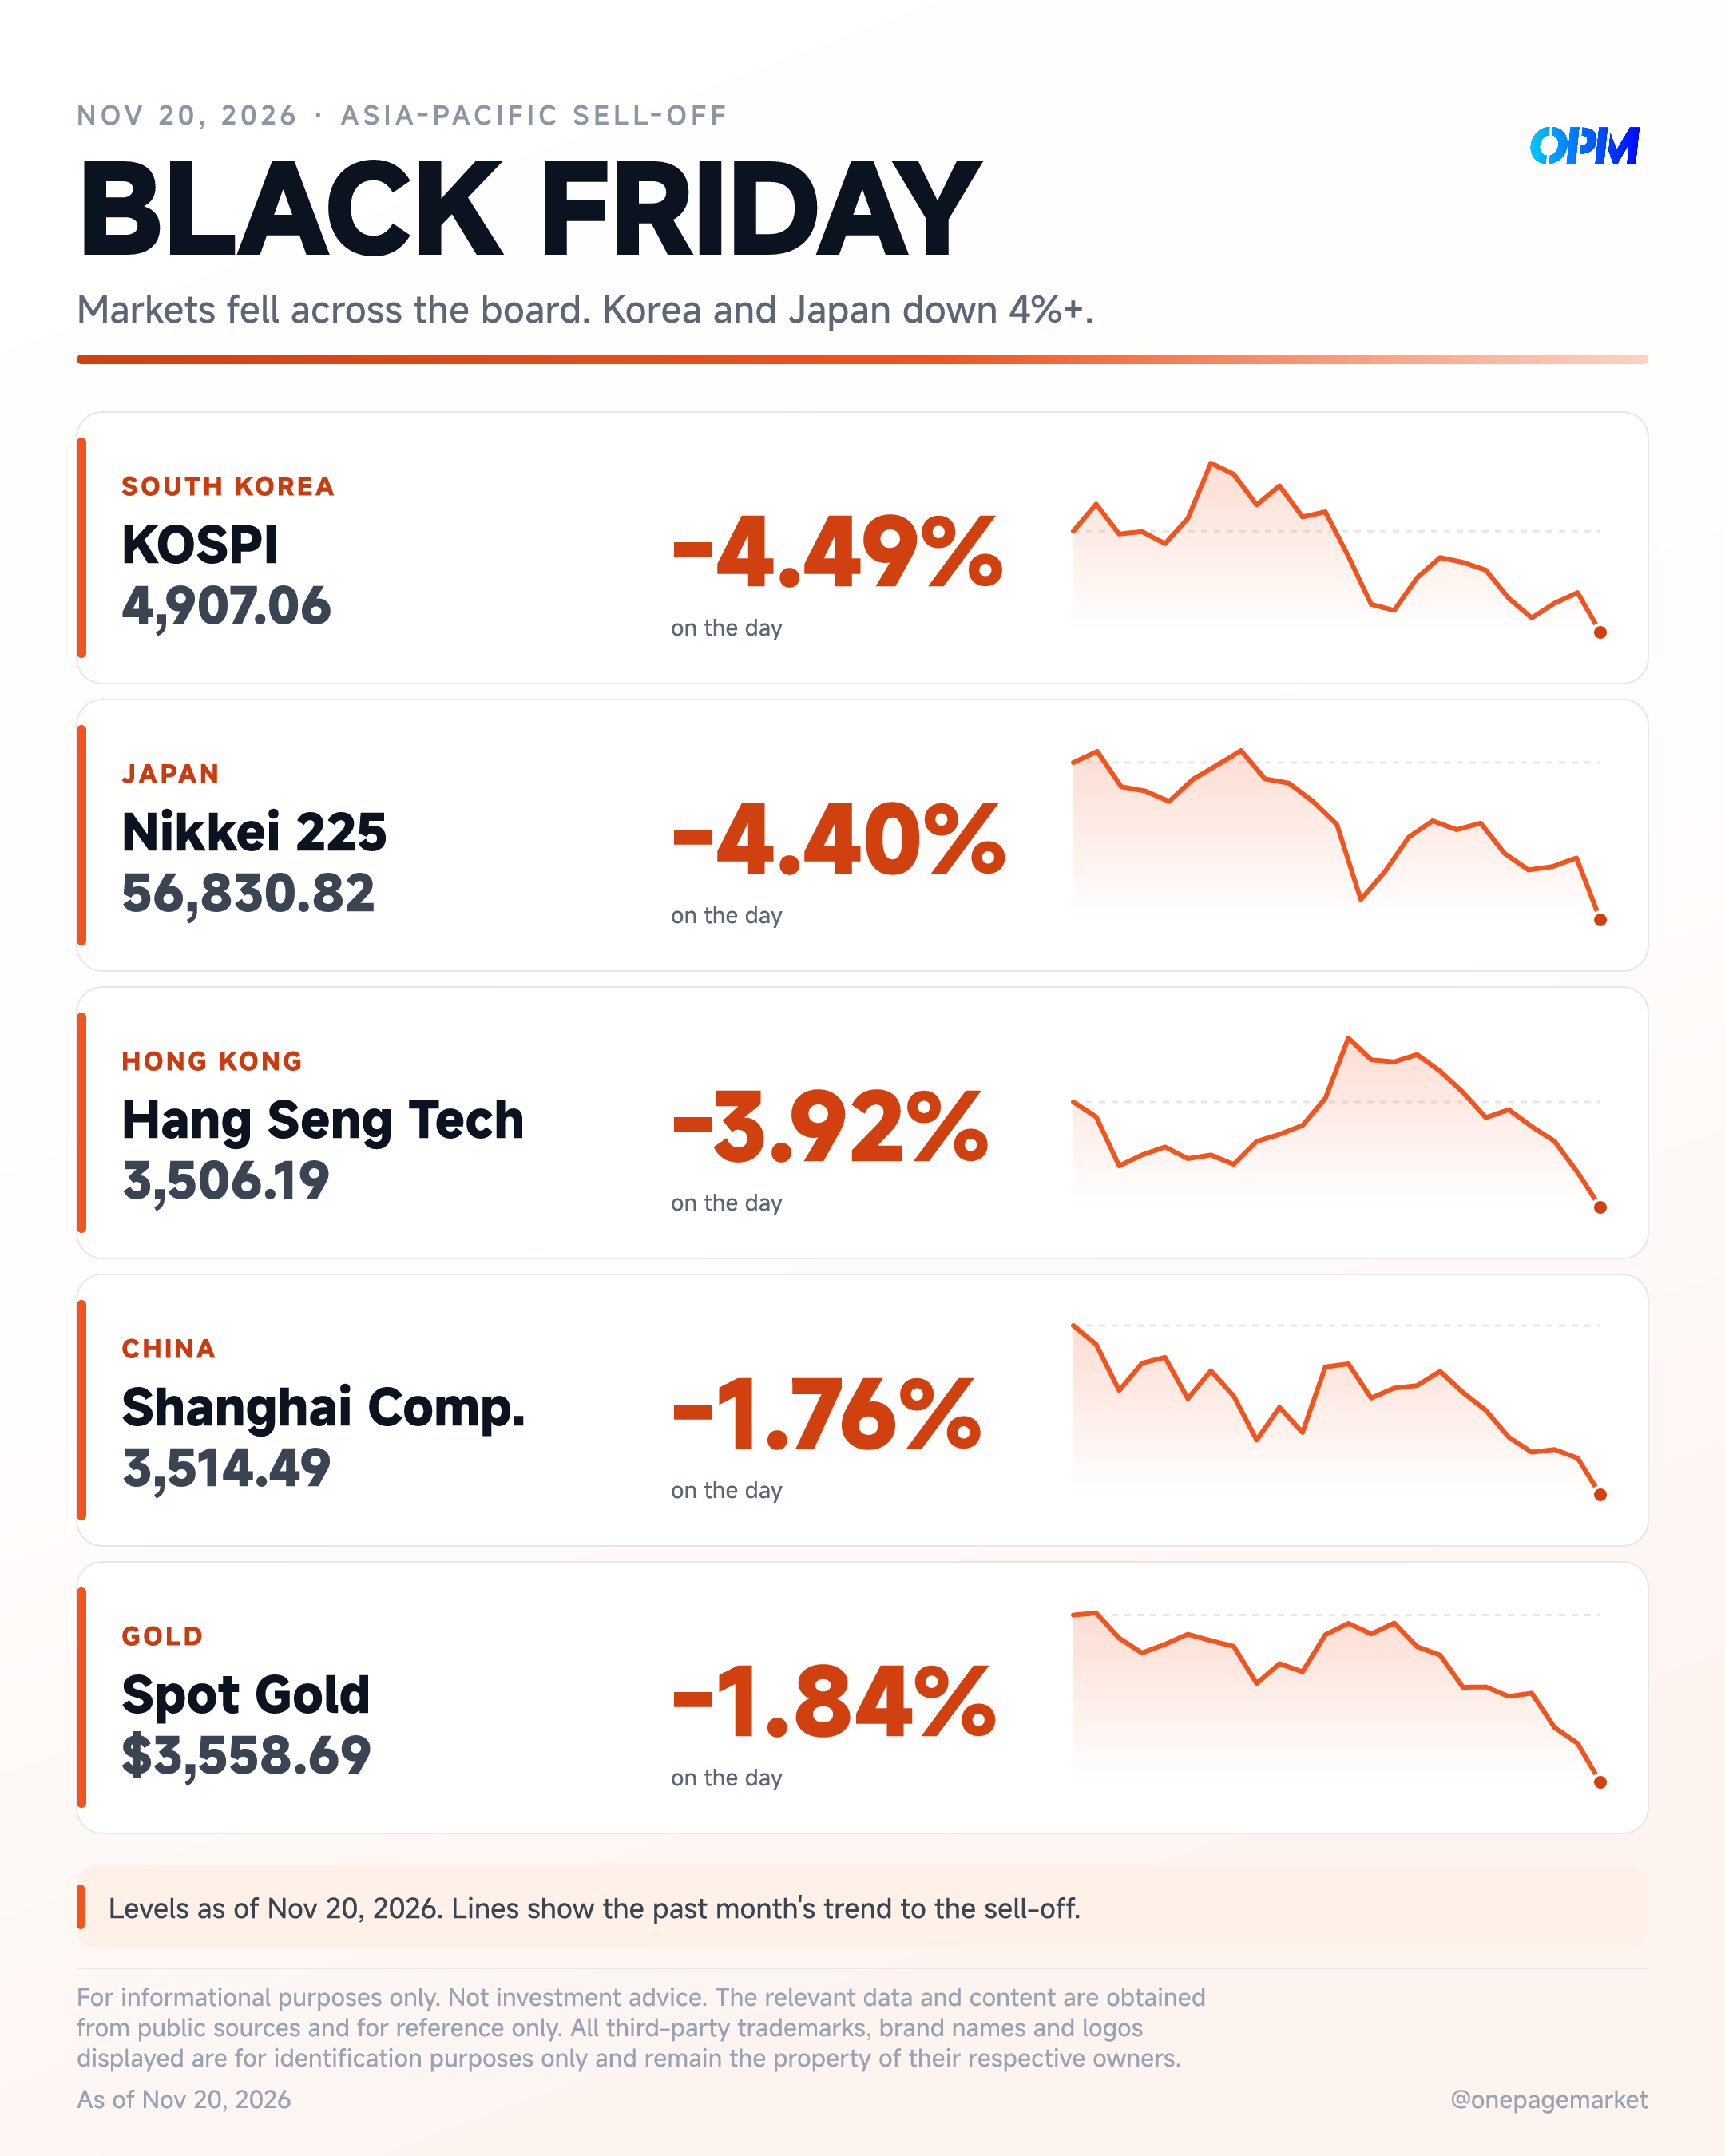 NOV 20, 2026 · ASIA-PACIFIC SELL-OFF
OPM
BLACK FRIDAY
Markets fell across the board. Korea and Japan down 4%+.
SOUTH KOREA
KOSPI
4,907.06
-4.49%
on the day
JAPAN
Nikkei 225
56,830.82
-4.40%
on the day
HONG KONG
Hang Seng Tech
3,506.19
-3.92%
on the day
CHINA
Shanghai Comp.
3,514.49
-1.76%
on the day
GOLD
Spot Gold
$3,558.69
-1.84%
on the day
Levels as of Nov 20, 2026. Lines show the past month's trend to the sell-off.
For informational purposes only. Not investment advice. The relevant data and content are obtained
from public sources and for reference only. All third-party trademarks, brand names and logos
displayed are for identification purposes only and remain the property of their respective owners.
As of Nov 20, 2026
@onepagemarket